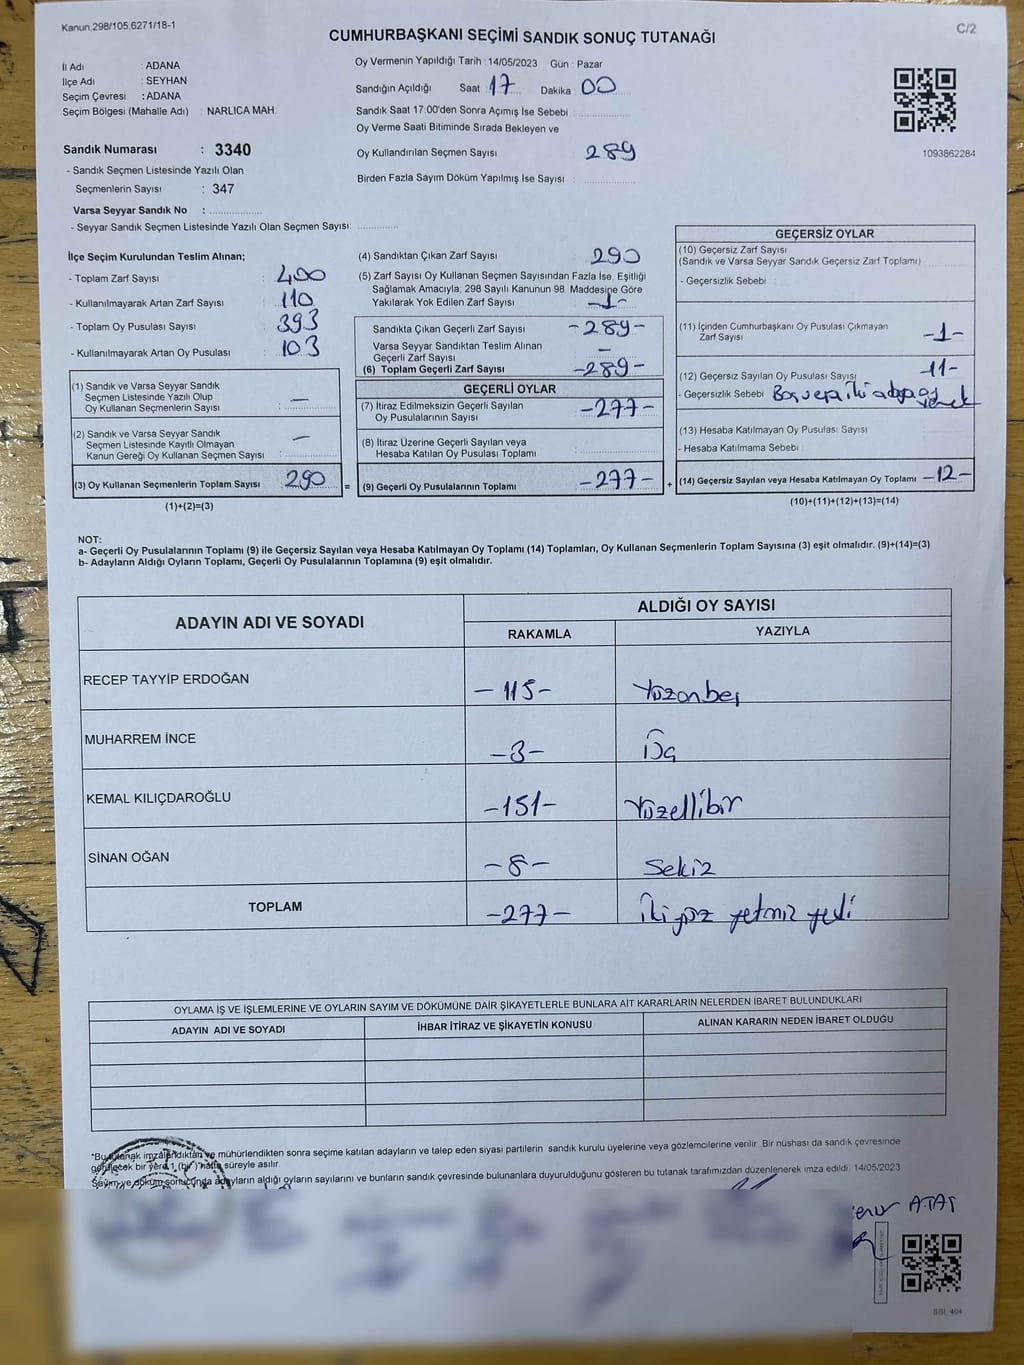 Kanun 298/105,6271/18-1
C/2
CUMHURBAŞKANI SEÇİMİ SANDIK SONUÇ TUTANAĞI
İl Adı : ADANA
İlçe Adı : SEYHAN
Seçim Çevresi : ADANA
Seçim Bölgesi (Mahalle Adı) : NARLICA MAH.
Sandık Numarası : 3340
- Sandık Seçmen Listesinde Yazılı Olan
Seçmenlerin Sayısı : 347
Varsa Seyyar Sandık No :
- Seyyar Sandık Seçmen Listesinde Yazılı Olan Seçmen Sayısı:
Oy Vermenin Yapıldığı Tarih : 14/05/2023 Gün : Pazar
Sandığın Açıldığı Saat : 17 Dakika 00
Sandık Saat 17:00'den Sonra Açımış İse Sebebi :
Oy Verme Saati Bitiminde Sırada Bekleyen ve
Oy Kullandırılan Seçmen Sayısı : 289
Birden Fazla Sayım Döküm Yapılmış İse Sayısı :
1093862284
İlçe Seçim Kurulundan Teslim Alınan;
- Toplam Zarf Sayısı : 400
- Kullanılmayarak Artan Zarf Sayısı : 110
- Toplam Oy Pusulası Sayısı : 393
- Kullanılmayarak Artan Oy Pusulası : 103
(1) Sandık ve Varsa Seyyar Sandık
Seçmen Listesinde Yazılı Olup
Oy Kullanan Seçmenlerin Sayısı : —
(2) Sandık ve Varsa Seyyar Sandık
Seçmen Listesinde Kayıtlı Olmayan
Kanun Gereği Oy Kullanan Seçmen Sayısı : —
(3) Oy Kullanan Seçmenlerin Toplam Sayısı : 290
(1)+(2)=(3)
(4) Sandıktan Çıkan Zarf Sayısı : 290
(5) Zarf Sayısı Oy Kullanan Seçmen Sayısından Fazla İse, Eşitliği
Sağlamak Amacıyla; 298 Sayılı Kanunun 98. Maddesine Göre
Yakılarak Yok Edilen Zarf Sayısı : -1-
Sandıkta Çıkan Geçerli Zarf Sayısı -289-
Varsa Seyyar Sandıktan Teslim Alınan
Geçerli Zarf Sayısı —
(6) Toplam Geçerli Zarf Sayısı -289-
GEÇERLİ OYLAR
(7) İtiraz Edilmeksizin Geçerli Sayılan
Oy Pusulalarının Sayısı : -277-
(8) İtiraz Üzerine Geçerli Sayılan veya
Hesaba Katılan Oy Pusulası Toplamı :
= (9) Geçerli Oy Pusulalarının Toplamı : -277- +
GEÇERSİZ OYLAR
(10) Geçersiz Zarf Sayısı
(Sandık ve Varsa Seyyar Sandık Geçersiz Zarf Toplamı) :
- Geçersizlik Sebebi :
(11) İçinden Cumhurbaşkanı Oy Pusulası Çıkmayan
Zarf Sayısı : -1-
(12) Geçersiz Sayılan Oy Pusulası Sayısı : -11-
- Geçersizlik Sebebi : Boş veya iki adaya oy
(13) Hesaba Katılmayan Oy Pusulası Sayısı :
- Hesaba Katılmama Sebebi :
(14) Geçersiz Sayılan veya Hesaba Katılmayan Oy Toplamı : -12-
(10)+(11)+(12)+(13)=(14)
NOT:
a- Geçerli Oy Pusulalarının Toplamı (9) ile Geçersiz Sayılan veya Hesaba Katılmayan Oy Toplamı (14) Toplamları, Oy Kullanan Seçmenlerin Toplam Sayısına (3) eşit olmalıdır. (9)+(14)=(3)
b- Adayların Aldığı Oyların Toplamı, Geçerli Oy Pusulalarının Toplamına (9) eşit olmalıdır.
ADAYIN ADI VE SOYADI
ALDIĞI OY SAYISI
RAKAMLA YAZIYLA
RECEP TAYYİP ERDOĞAN -115- Yüzonbeş
MUHARREM İNCE -3- Üç
KEMAL KILIÇDAROĞLU -151- Yüzellibir
SİNAN OĞAN -8- Sekiz
TOPLAM -277- İkiyüz yetmiş yedi
OYLAMA İŞ VE İŞLEMLERİNE VE OYLARIN SAYIM VE DÖKÜMÜNE DAİR ŞİKAYETLERLE BUNLARA AİT KARARLARIN NELERDEN İBARET BULUNDUKLARI
ADAYIN ADI VE SOYADI İHBAR İTİRAZ VE ŞİKAYETİN KONUSU ALINAN KARARIN NEDEN İBARET OLDUĞU
*Bu tutanak imzalandıktan ve mühürlendikten sonra seçime katılan adayların ve talep eden siyasi partilerin sandık kurulu üyelerine veya gözlemcilerine verilir. Bir nüshası da sandık çevresinde
görülecek bir yere 1 (bir) hafta süreyle asılır.
Sayım ve döküm sonucunda adayların aldığı oyların sayılarını ve bunların sandık çevresinde bulunanlara duyurulduğunu gösteren bu tutanak tarafımızdan düzenlenerek imza edildi. 14/05/2023
ATAŞ
SBI_404